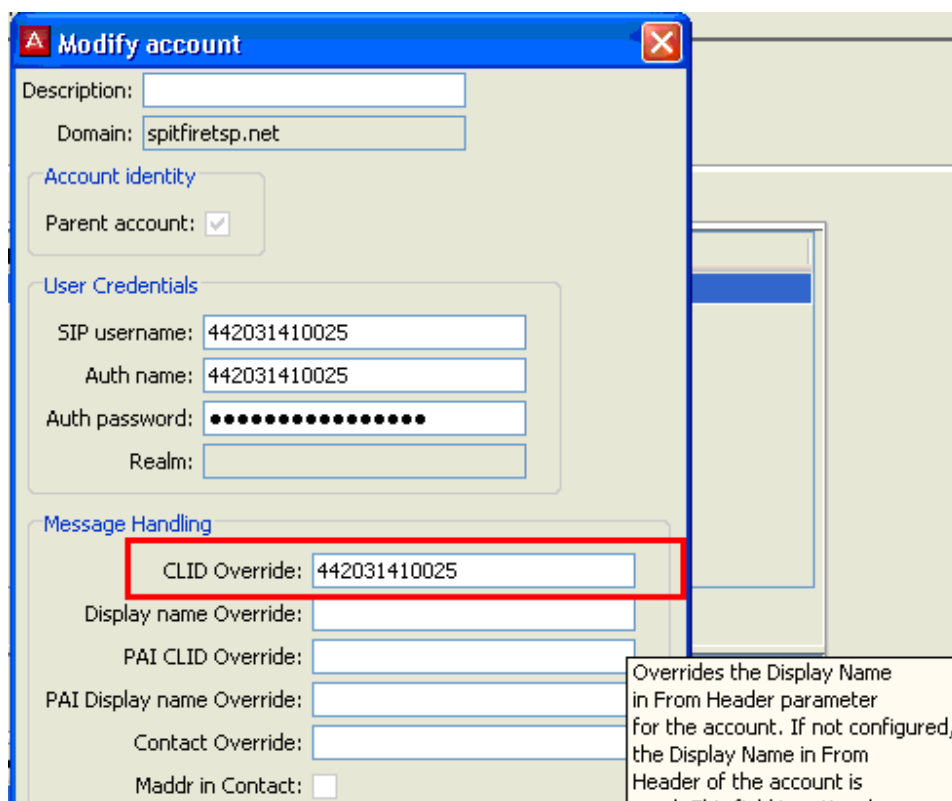 A Modify account
Description:
Domain: spitfiretsp.net
Account identity
Parent account:
User Credentials
SIP username: 442031410025
Auth name: 442031410025
Auth password: ●●●●●●●●●●●●●●●●
Realm:
Message Handling
CLID Override: 442031410025
Display name Override:
PAI CLID Override:
PAI Display name Override:
Contact Override:
Maddr in Contact:
Overrides the Display Name
in From Header parameter
for the account. If not configured,
the Display Name in From
Header of the account is